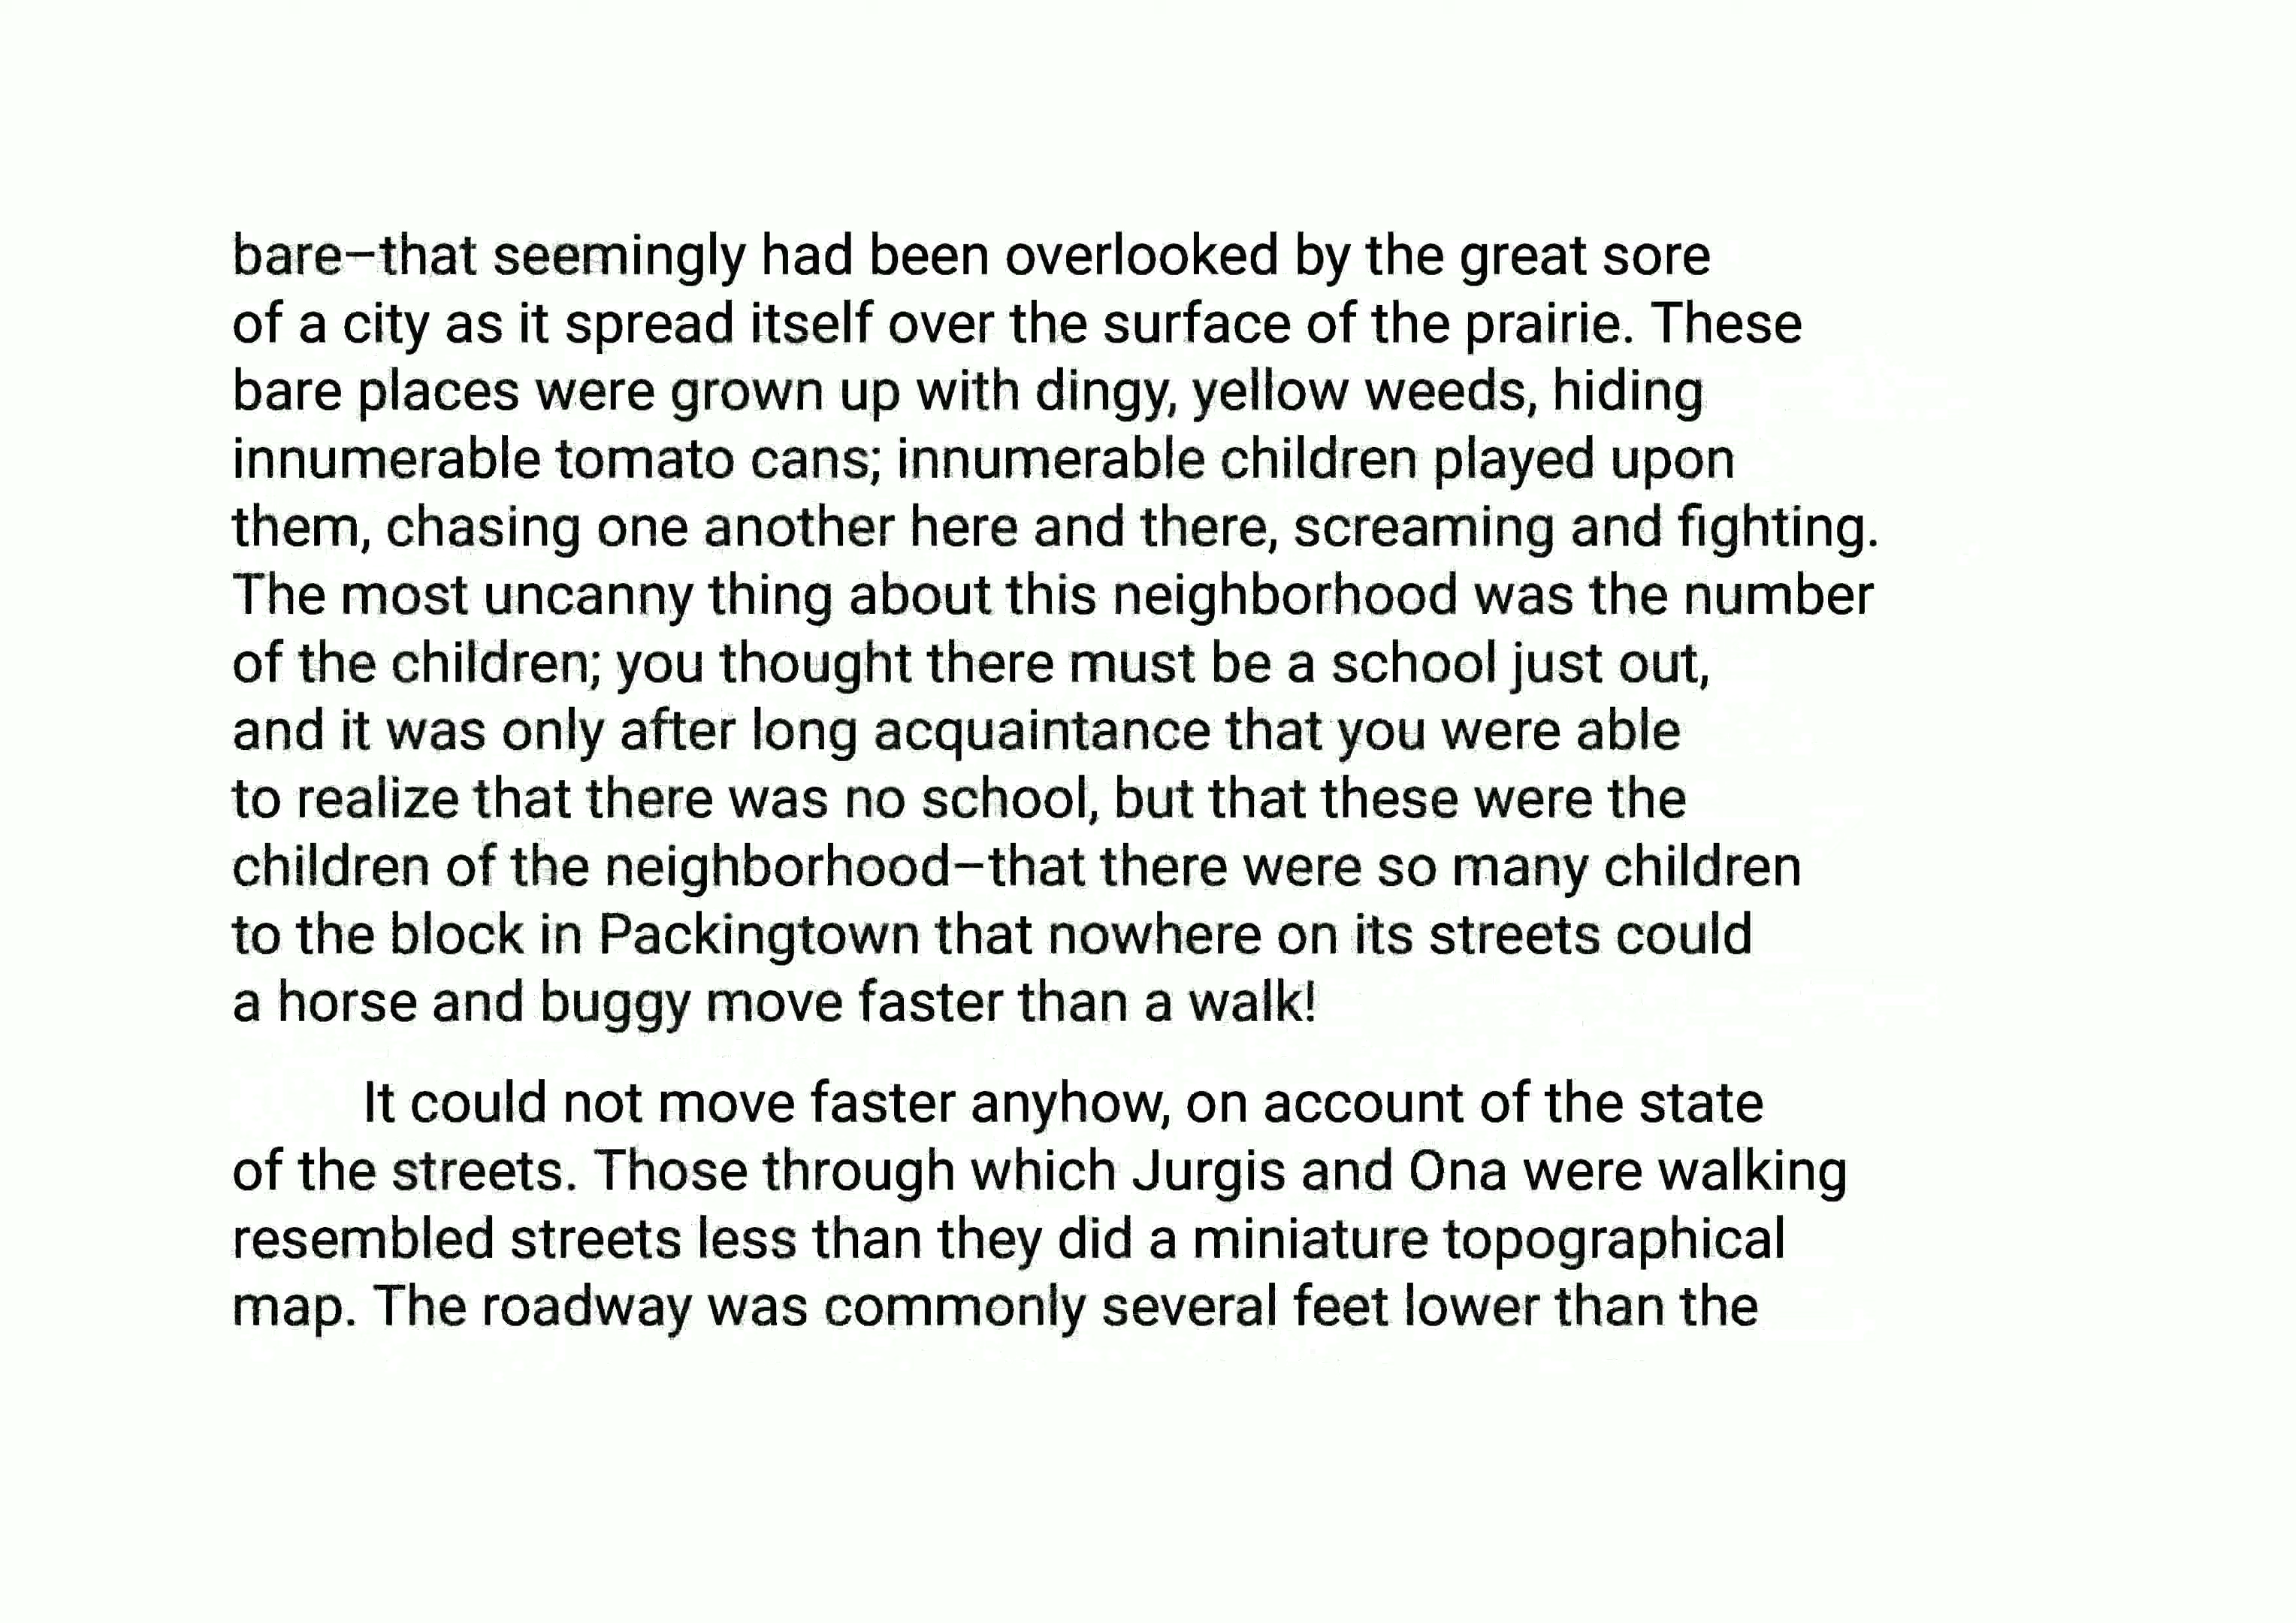 bare–that seemingly had been overlooked by the great sore
of a city as it spread itself over the surface of the prairie. These
bare places were grown up with dingy, yellow weeds, hiding
innumerable tomato cans; innumerable children played upon
them, chasing one another here and there, screaming and fighting.
The most uncanny thing about this neighborhood was the number
of the children; you thought there must be a school just out,
and it was only after long acquaintance that you were able
to realize that there was no school, but that these were the
children of the neighborhood–that there were so many children
to the block in Packingtown that nowhere on its streets could
a horse and buggy move faster than a walk!
It could not move faster anyhow, on account of the state
of the streets. Those through which Jurgis and Ona were walking
resembled streets less than they did a miniature topographical
map. The roadway was commonly several feet lower than the